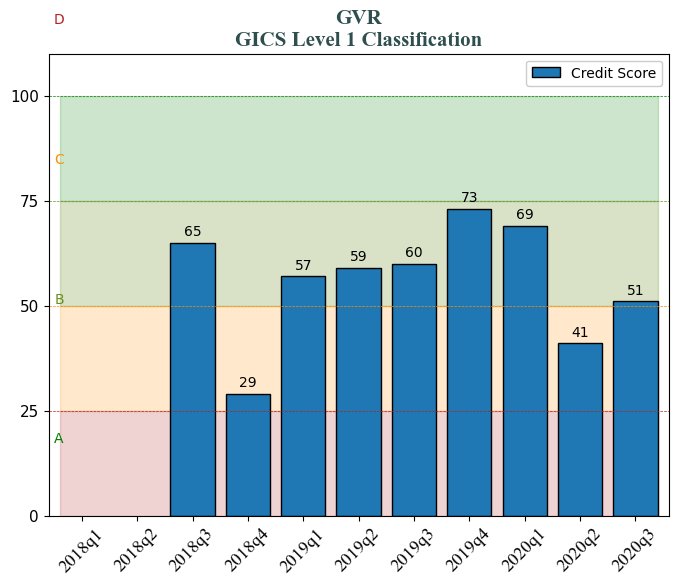 D
GVR
GICS Level 1 Classification
Credit Score
100
C
75
73
69
65
60
59
57
B
50
51
41
29
25
A
0
2018q1
2018q2
2018q3
2018q4
2019q1
2019q2
2019q3
2019q4
2020q1
2020q2
2020q3